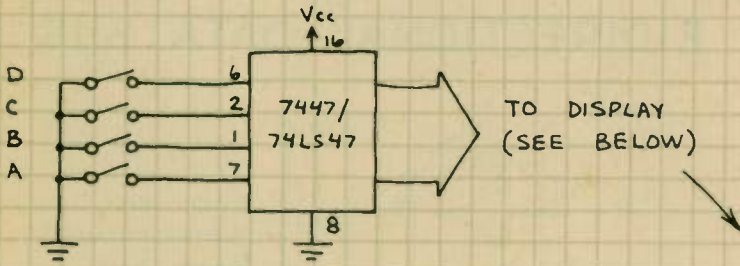 Vcc
16
D 6
C 2
B 1
A 7
7447/
74LS47
8
TO DISPLAY
(SEE BELOW)